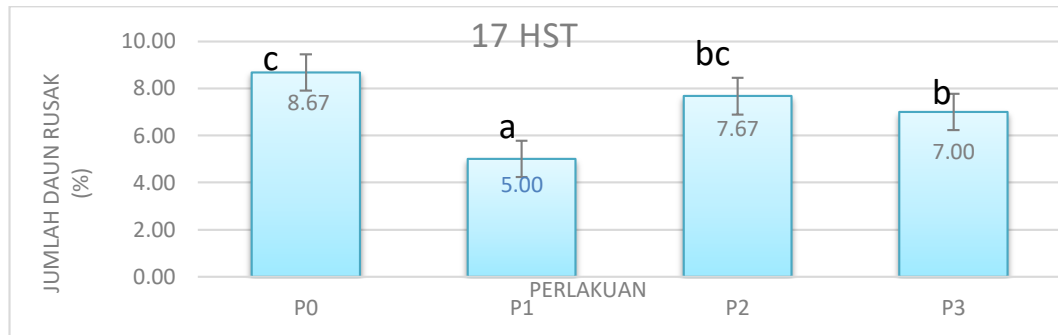 17 HST
JUMLAH DAUN RUSAK
(%)
10.00
8.00
6.00
4.00
2.00
0.00
c
a
bc
b
8.67
5.00
7.67
7.00
P0
P1
P2
P3
PERLAKUAN